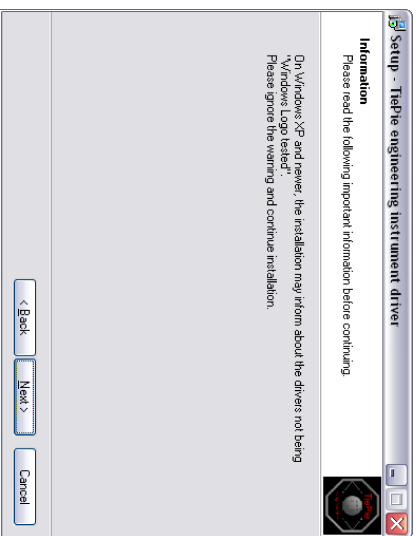 Setup - TiePie engineering instrument driver
Information
Please read the following important information before continuing.
TiePie
On Windows XP and newer, the installation may inform about the drivers not being
"Windows Logo tested".
Please ignore the warning and continue installation.
< Back
Next >
Cancel